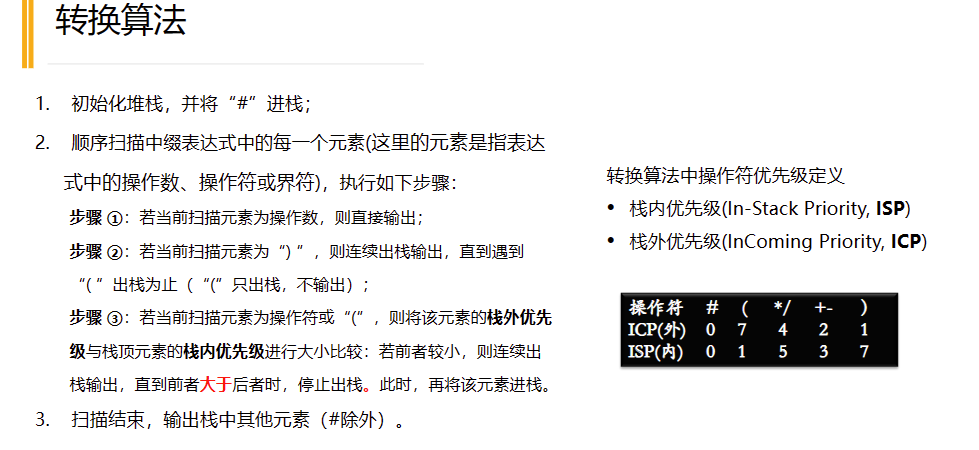 转换算法
1. 初始化堆栈，并将“#”进栈；
2. 顺序扫描中缀表达式中的每一个元素(这里的元素是指表达
式中的操作数、操作符或界符)，执行如下步骤：
步骤 ①：若当前扫描元素为操作数，则直接输出；
步骤 ②：若当前扫描元素为“) ”，则连续出栈输出，直到遇到
“( ”出栈为止（“(”只出栈，不输出）；
步骤 ③：若当前扫描元素为操作符或“(”，则将该元素的栈外优先
级与栈顶元素的栈内优先级进行大小比较：若前者较小，则连续出
栈输出，直到前者大于后者时，停止出栈。此时，再将该元素进栈。
3. 扫描结束，输出栈中其他元素（#除外）。
转换算法中操作符优先级定义
• 栈内优先级(In-Stack Priority, ISP)
• 栈外优先级(InComing Priority, ICP)
操作符 # ( */ +- )
ICP(外) 0 7 4 2 1
ISP(内) 0 1 5 3 7